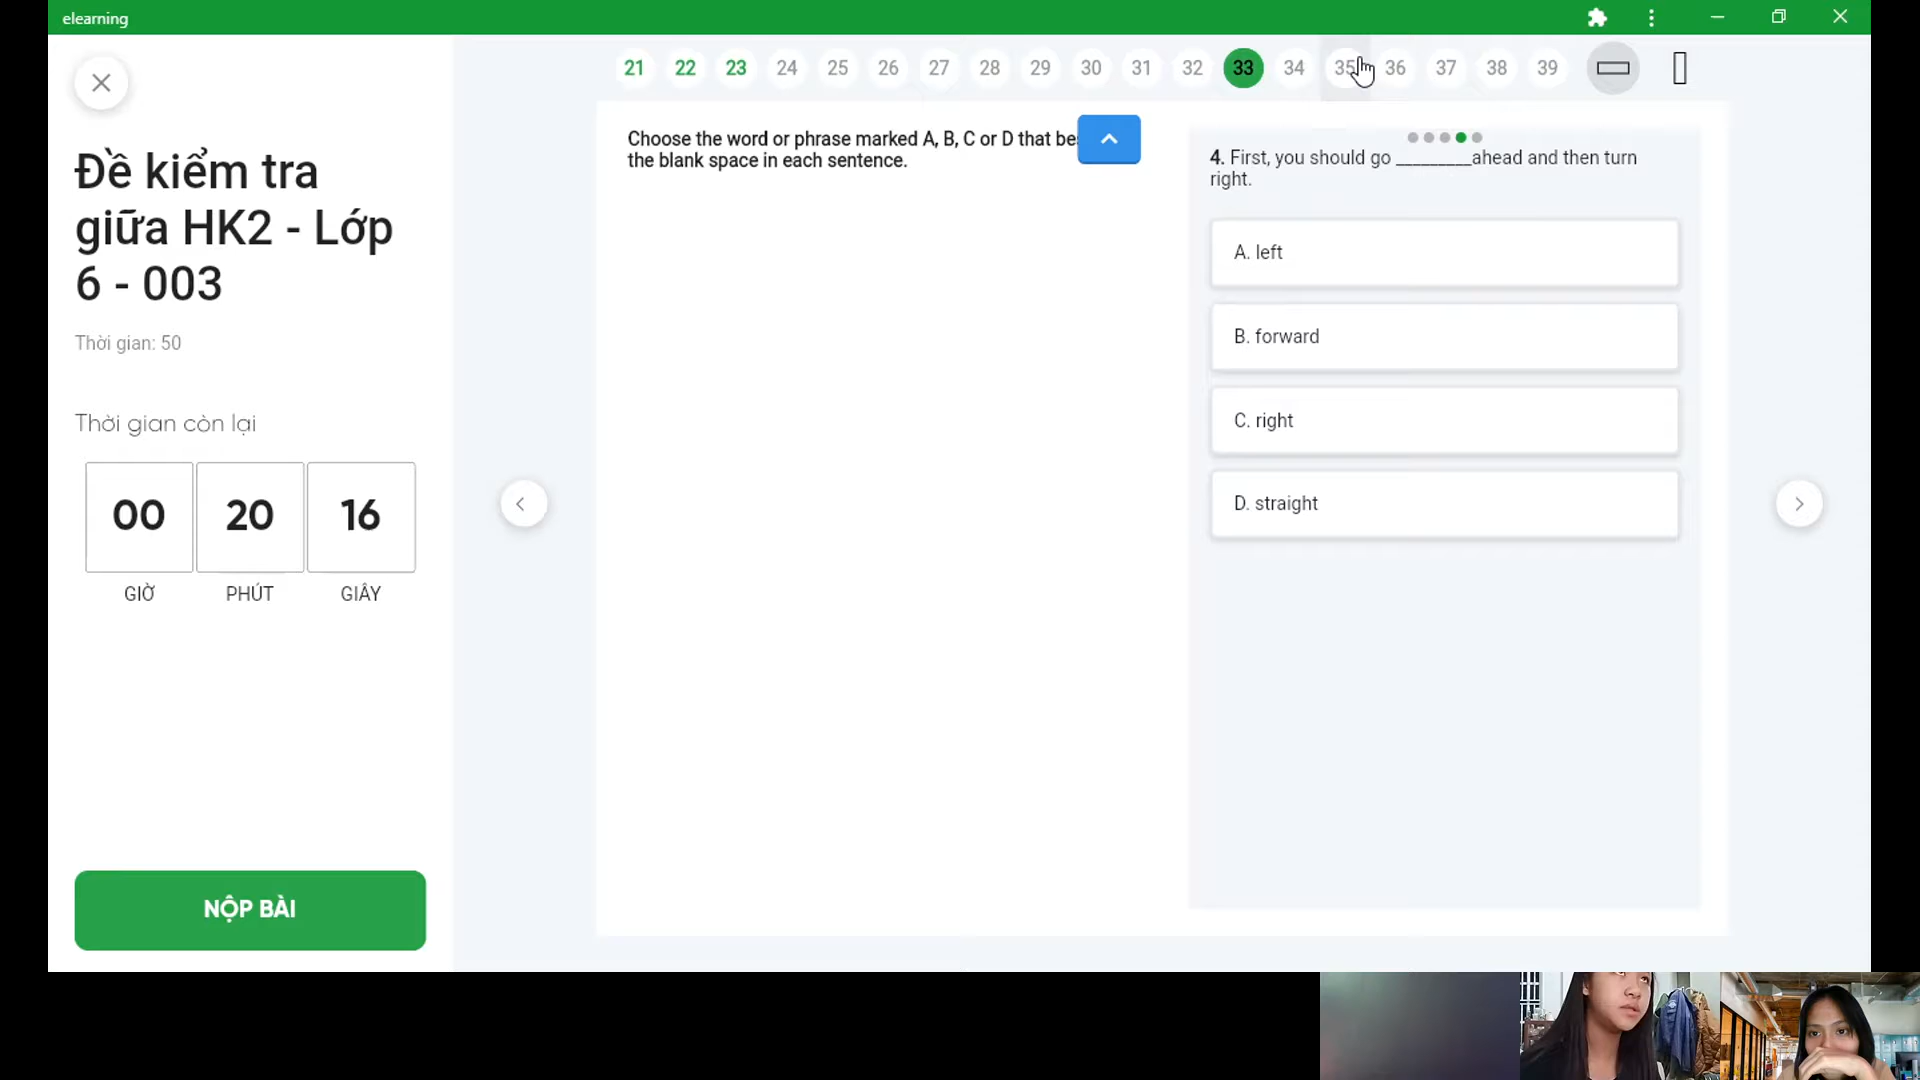 elearning
21 22 23 24 25 26 27 28 29 30 31 32 33 34 35 36 37 38 39
Đề kiểm tra
giữa HK2 - Lớp
6 - 003
Thời gian: 50
Thời gian còn lại
00 20 16
GIỜ PHÚT GIÂY
NỘP BÀI
Choose the word or phrase marked A, B, C or D that
the blank space in each sentence.
4. First, you should go _________ahead and then turn
right.
A. left
B. forward
C. right
D. straight